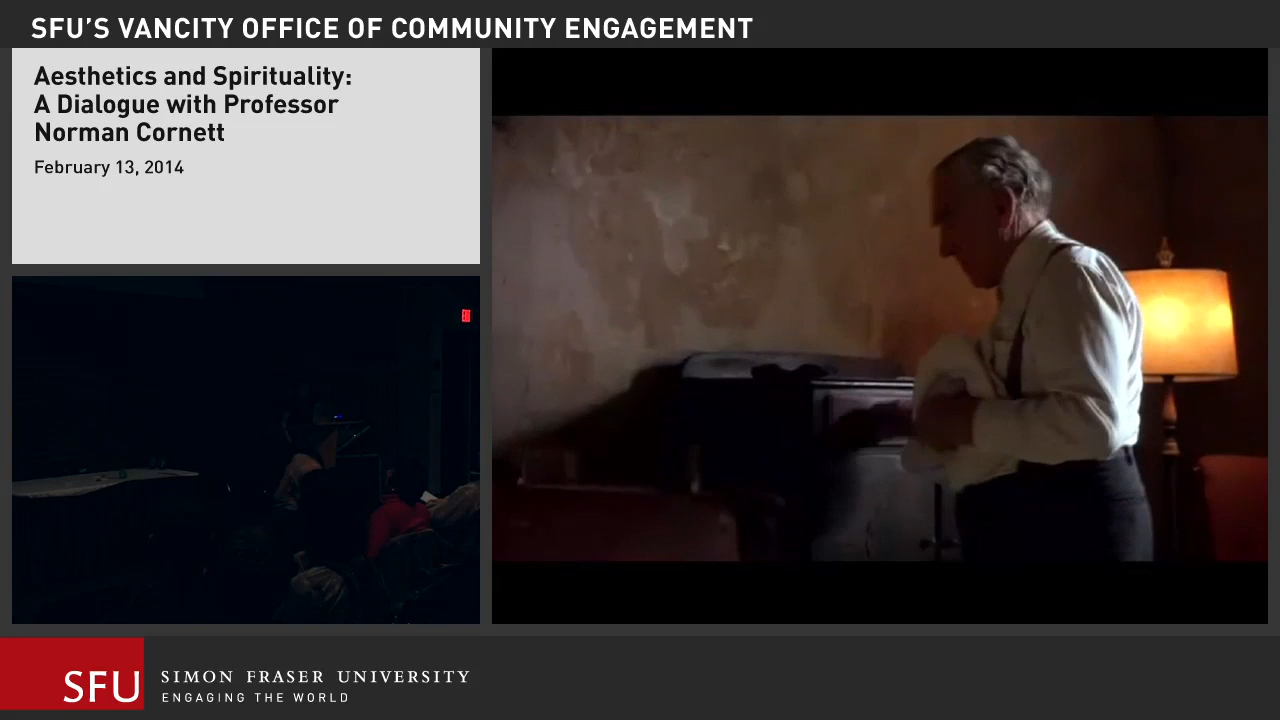 SFU'S VANCITY OFFICE OF COMMUNITY ENGAGEMENT
Aesthetics and Spirituality:
A Dialogue with Professor
Norman Cornett
February 13, 2014
SFU
SIMON FRASER UNIVERSITY
ENGAGING THE WORLD